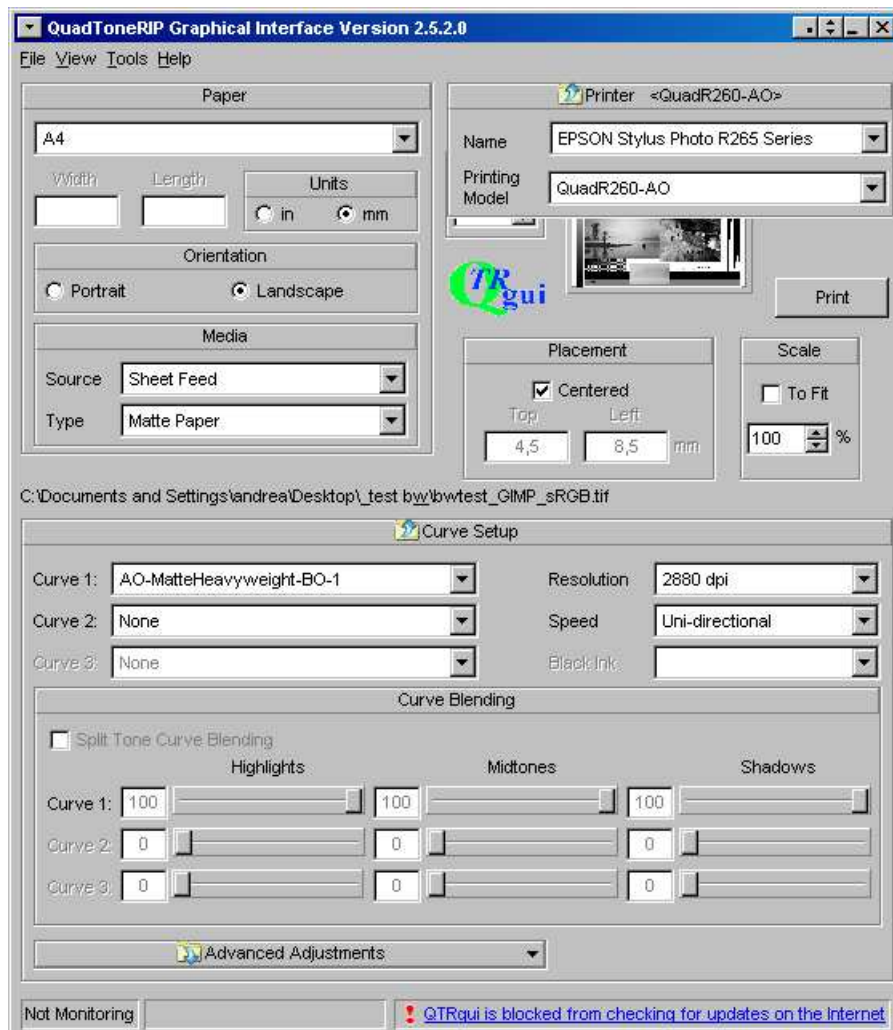 QuadToneRIP Graphical Interface Version 2.5.2.0
File View Tools Help
Paper
A4
Width Length Units
in mm
Orientation
Portrait Landscape
Media
Source Sheet Feed
Type Matte Paper
Printer <QuadR260-AO>
Name EPSON Stylus Photo R265 Series
Printing Model QuadR260-AO
QTRgui
Print
Placement
Centered
Top Left
4,5 8,5 mm
Scale
To Fit
100 %
C:\Documents and Settings\andrea\Desktop\_test bw\bwtest_GIMP_sRGB.tif
Curve Setup
Curve 1: AO-MatteHeavyweight-BO-1 Resolution 2880 dpi
Curve 2: None Speed Uni-directional
Curve 3: None Black Ink
Curve Blending
Split Tone Curve Blending
Highlights Midtones Shadows
Curve 1: 100 100 100
Curve 2: 0 0 0
Curve 3: 0 0 0
Advanced Adjustments
Not Monitoring ! QTRgui is blocked from checking for updates on the Internet